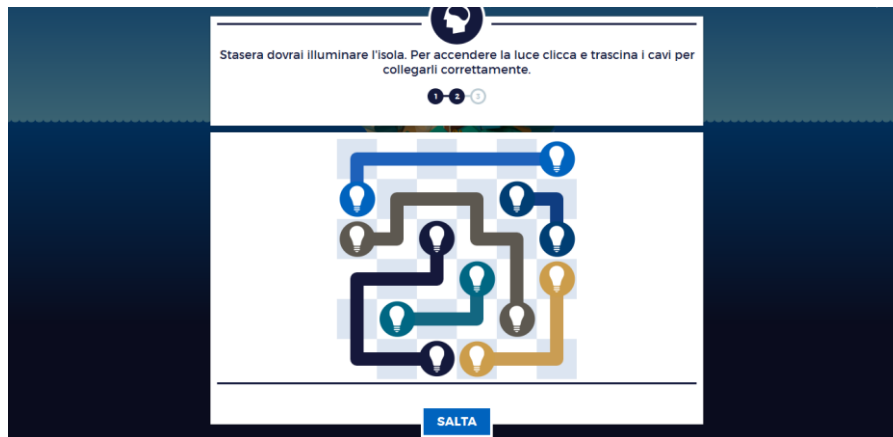 Stasera dovrai illuminare l'isola. Per accendere la luce clicca e trascina i cavi per
collegarli correttamente.
1 2 3
SALTA